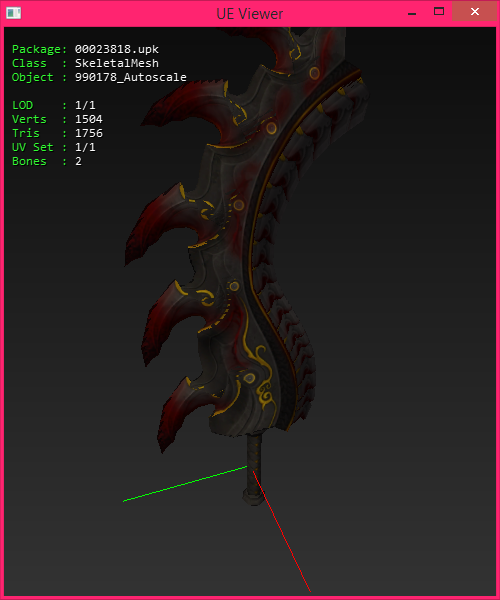 UE Viewer
Package: 00023818.upk
Class  : SkeletalMesh
Object : 990178_Autoscale
LOD    : 1/1
Verts  : 1504
Tris   : 1756
UV Set : 1/1
Bones  : 2